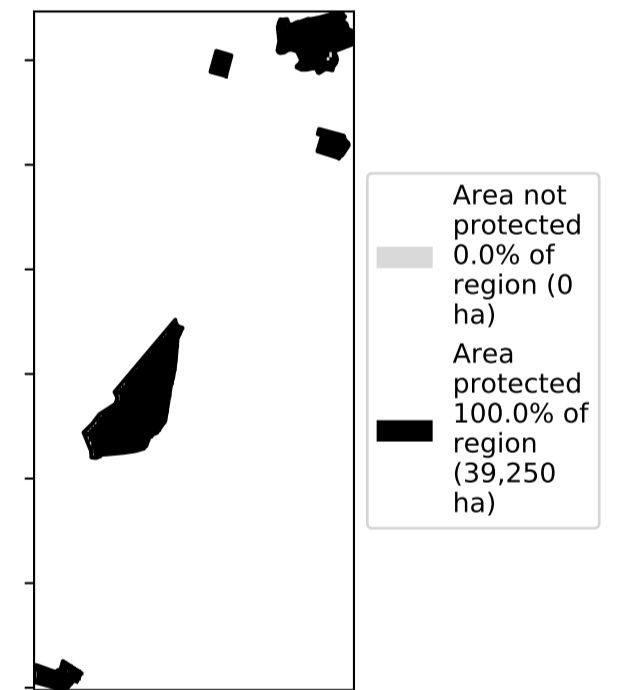 Area not
protected
0.0% of
region (0
ha)
Area
protected
100.0% of
region
(39,250
ha)